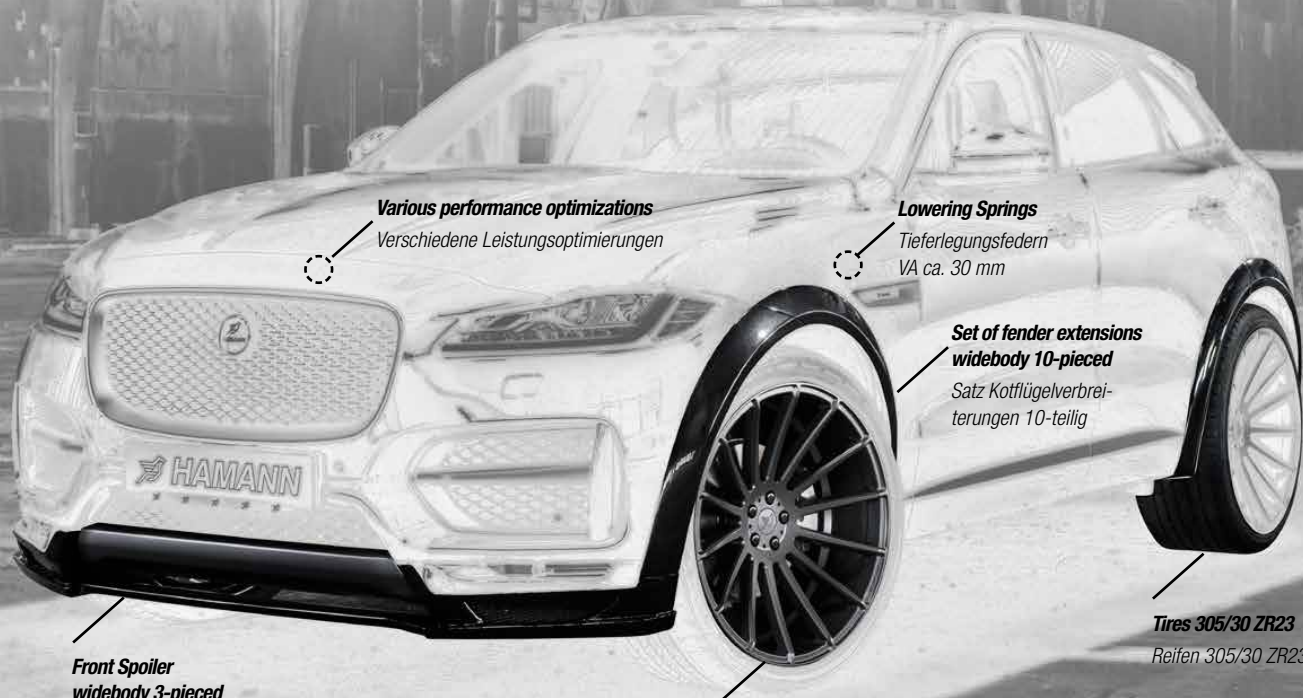 Various performance optimizations
Verschiedene Leistungsoptimierungen
Lowering Springs
Tieferlegungsfedern
VA ca. 30 mm
Set of fender extensions
widebody 10-pieced
Satz Kotflügelverbrei-
terungen 10-teilig
HAMANN
Tires 305/30 ZR23
Reifen 305/30 ZR23
Front Spoiler
widebody 3-pieced